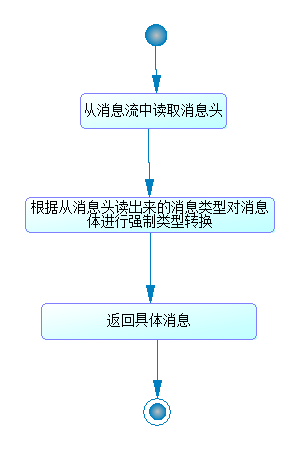 从消息流中读取消息头
根据从消息头读出来的消息类型对消息
体进行强制类型转换
返回具体消息